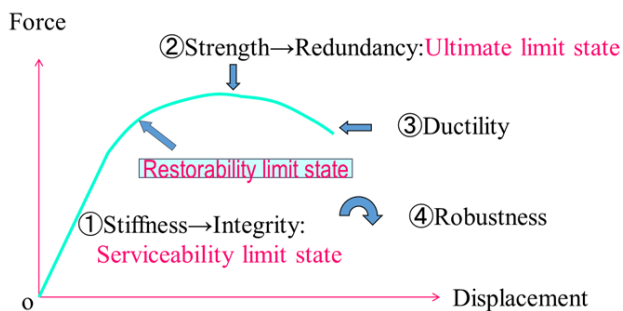 Force
②Strength→Redundancy:Ultimate limit state
③Ductility
Restorability limit state
①Stiffness→Integrity:
Serviceability limit state
④Robustness
o
Displacement